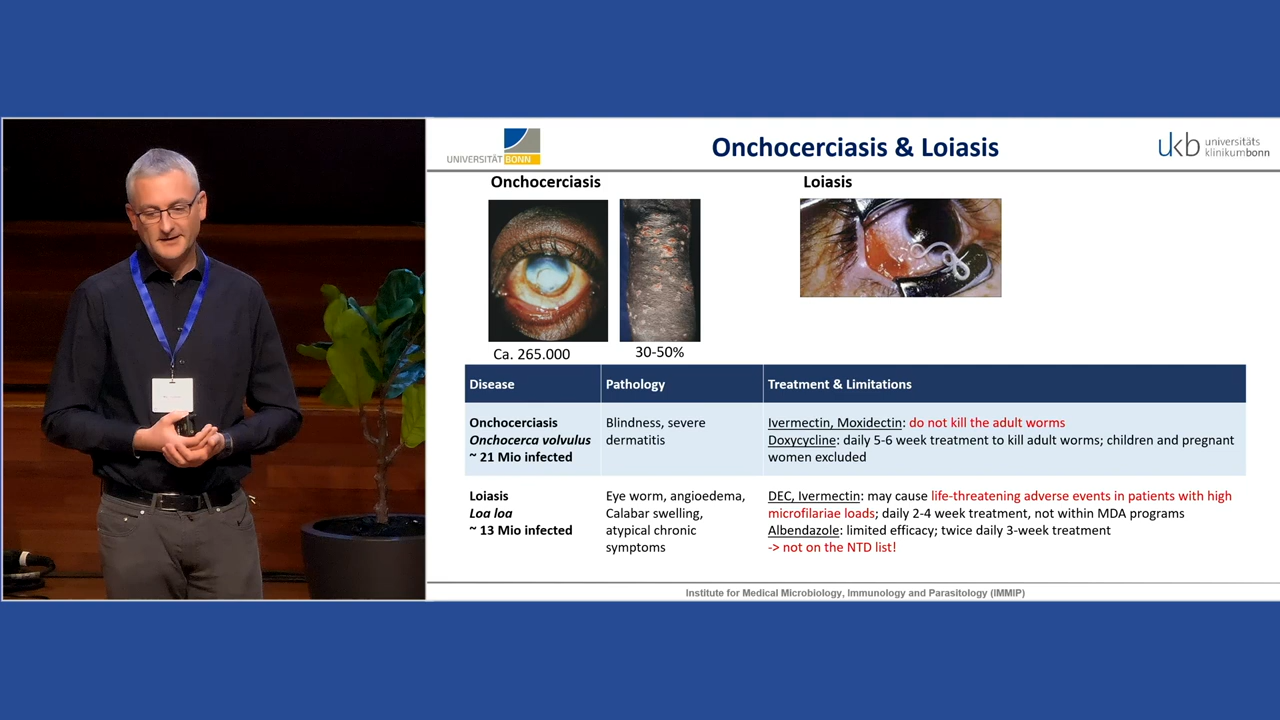 UNIVERSITÄT BONN
Onchocerciasis & Loiasis
ukb universitäts
klinikumbonn
Onchocerciasis
Loiasis
Ca. 265.000
30-50%
Disease
Pathology
Treatment & Limitations
Onchocerciasis
Onchocerca volvulus
~ 21 Mio infected
Blindness, severe
dermatitis
Ivermectin, Moxidectin: do not kill the adult worms
Doxycycline: daily 5-6 week treatment to kill adult worms; children and pregnant
women excluded
Loiasis
Loa loa
~ 13 Mio infected
Eye worm, angioedema,
Calabar swelling,
atypical chronic
symptoms
DEC, Ivermectin: may cause life-threatening adverse events in patients with high
microfilariae loads; daily 2-4 week treatment, not within MDA programs
Albendazole: limited efficacy; twice daily 3-week treatment
-> not on the NTD list!
Institute for Medical Microbiology, Immunology and Parasitology (IMMIP)